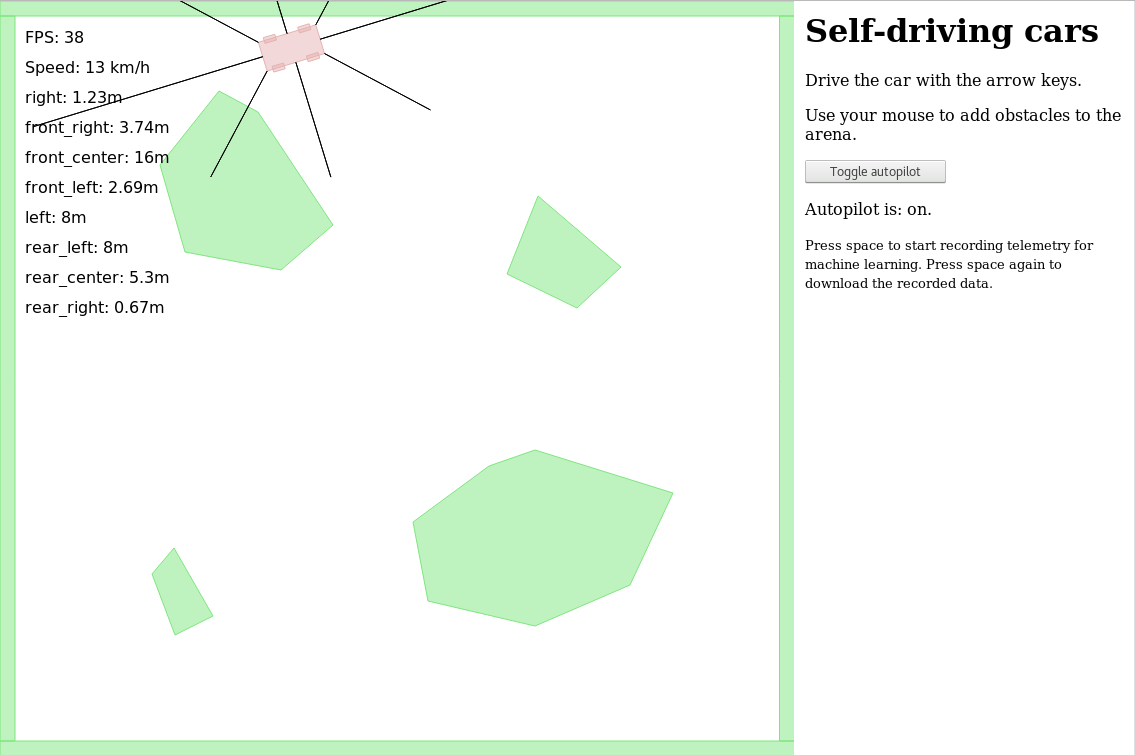 FPS: 38
Speed: 13 km/h
right: 1.23m
front_right: 3.74m
front_center: 16m
front_left: 2.69m
left: 8m
rear_left: 8m
rear_center: 5.3m
rear_right: 0.67m
Self-driving cars
Drive the car with the arrow keys.
Use your mouse to add obstacles to the
arena.
Toggle autopilot
Autopilot is: on.
Press space to start recording telemetry for
machine learning. Press space again to
download the recorded data.